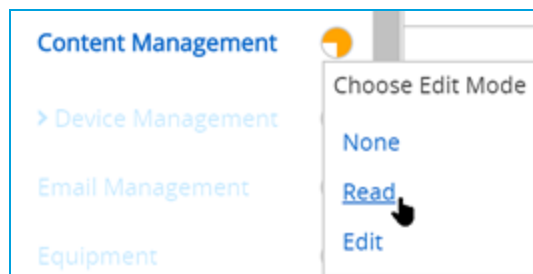 Content Management
Choose Edit Mode
> Device Management
None
Email Management
Read
Equipment
Edit